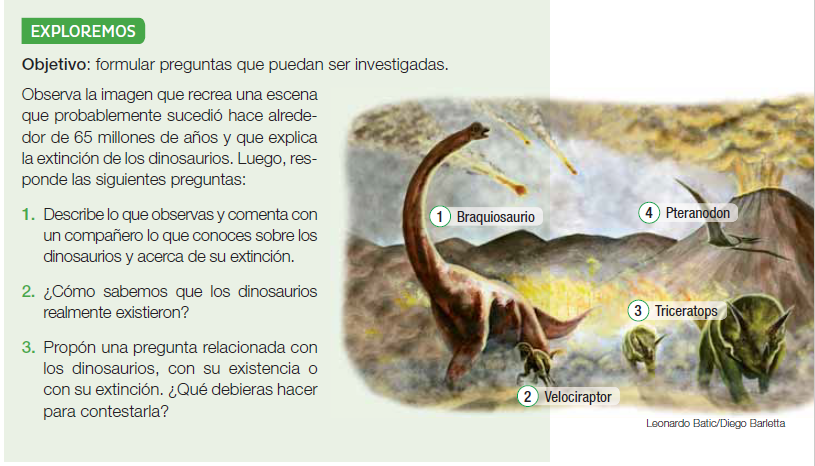 EXPLOREMOS
Objetivo: formular preguntas que puedan ser investigadas.
Observa la imagen que recrea una escena
que probablemente sucedió hace alrede-
dor de 65 millones de años y que explica
la extinción de los dinosaurios. Luego, res-
ponde las siguientes preguntas:
1. Describe lo que observas y comenta con
un compañero lo que conoces sobre los
dinosaurios y acerca de su extinción.
2. ¿Cómo sabemos que los dinosaurios
realmente existieron?
3. Propón una pregunta relacionada con
los dinosaurios, con su existencia o
con su extinción. ¿Qué debieras hacer
para contestarla?
1 Braquiosaurio
4 Pteranodon
3 Triceratops
2 Velociraptor
Leonardo Batic/Diego Barletta